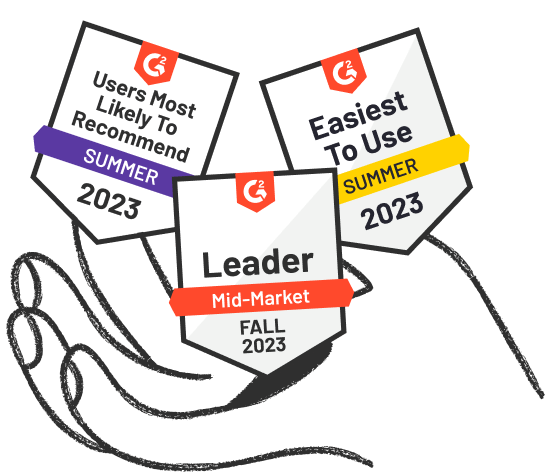 G2
Users Most
Likely To
Recommend
SUMMER
2023
G2
Easiest
To Use
SUMMER
2023
G2
Leader
Mid-Market
FALL
2023